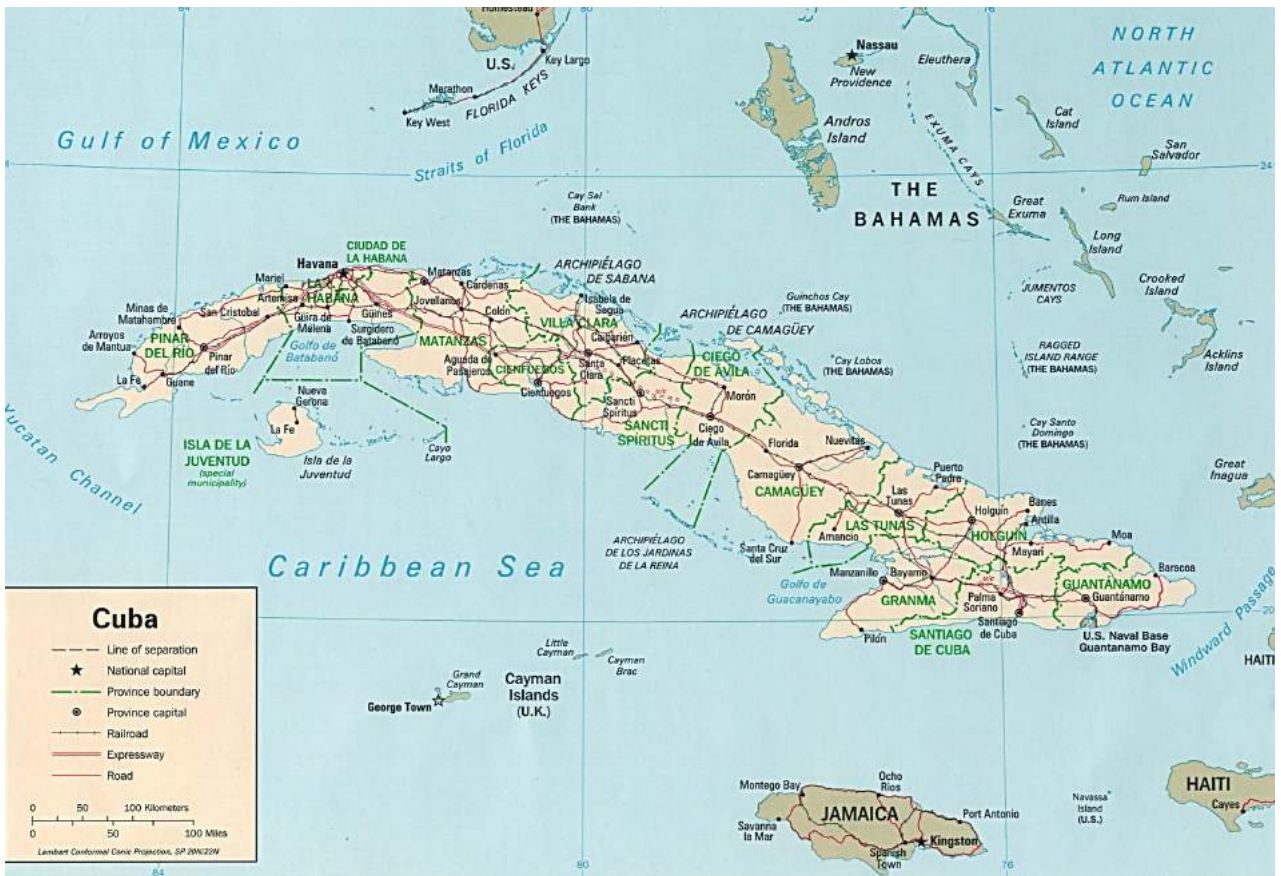 Homestead
U.S.
Key Largo
Marathon
FLORIDA KEYS
Key West
Gulf of Mexico
Straits of Florida
80
76
Nassau
New
Providence
Eleuthera
NORTH
ATLANTIC
OCEAN
Andros
Island
EXUMA CAYS
Cat
Island
San
Salvador
84
24
THE
BAHAMAS
Great
Exuma
Rum Island
Long
Island
Cay Sal
Bank
(THE BAHAMAS)
Crooked
Island
JUMENTOS
CAYS
Acklins
Island
RAGGED
ISLAND RANGE
(THE BAHAMAS)
Guinchos Cay
(THE BAHAMAS)
Cay Lobos
(THE BAHAMAS)
Cay Santo
Domingo
(THE BAHAMAS)
Great
Inagua
CIUDAD DE
LA HABANA
Havana
LA
HABANA
Mariel
Artemisa
Matanzas
Cárdenas
ARCHIPIÉLAGO
DE SABANA
Minas de
Matahambre
San Cristobal
Güira de
Melena
Güines
Jovellanos
Colón
Isabela de
Sagua
ARCHIPIÉLAGO
DE CAMAGÜEY
Arroyos
de Mantua
PINAR
DEL RÍO
Pinar
del Río
Golfo de
Batabanó
Surgidero
de Batabanó
MATANZAS
VILLA CLARA
Caibarién
Aguada de
Pasajeros
CIENFUEGOS
Cienfuegos
Santa
Clara
Placetas
CIEGO
DE ÁVILA
Morón
La Fe
Guane
Nueva
Gerona
La Fe
Sancti
Spíritus
SANCTI
SPÍRITUS
Ciego
de Ávila
Florida
Nuevitas
ISLA DE LA
JUVENTUD
(special
municipality)
Isla de la
Juventud
Cayo
Largo
Yucatan Channel
Camagüey
CAMAGÜEY
Puerto
Padre
Las
Tunas
LAS TUNAS
Holguín
HOLGUÍN
Banes
Antilla
Mayarí
Moa
Amancio
Santa Cruz
del Sur
ARCHIPIÉLAGO
DE LOS JARDINAS
DE LA REINA
Caribbean Sea
Golfo de
Guacanayabo
Manzanillo
Bayamo
GRANMA
Palma
Soriano
GUANTÁNAMO
Guantánamo
Baracoa
Pilón
SANTIAGO
DE CUBA
Santiago
de Cuba
U.S. Naval Base
Guantanamo Bay
20
Windward Passage
HAITI
Little
Cayman
Cayman
Brac
Grand
Cayman
George Town
Cayman
Islands
(U.K.)
Cuba
Line of separation
National capital
Province boundary
Province capital
Railroad
Expressway
Road
0 50 100 Kilometers
0 50 100 Miles
Lambert Conformal Conic Projection, SP 20N/22N
Montego Bay
Ocho
Rios
Savanna
la Mar
JAMAICA
Port Antonio
Spanish
Town
Kingston
Navassa
Island
(U.S.)
HAITI
Cayes
84
80
76